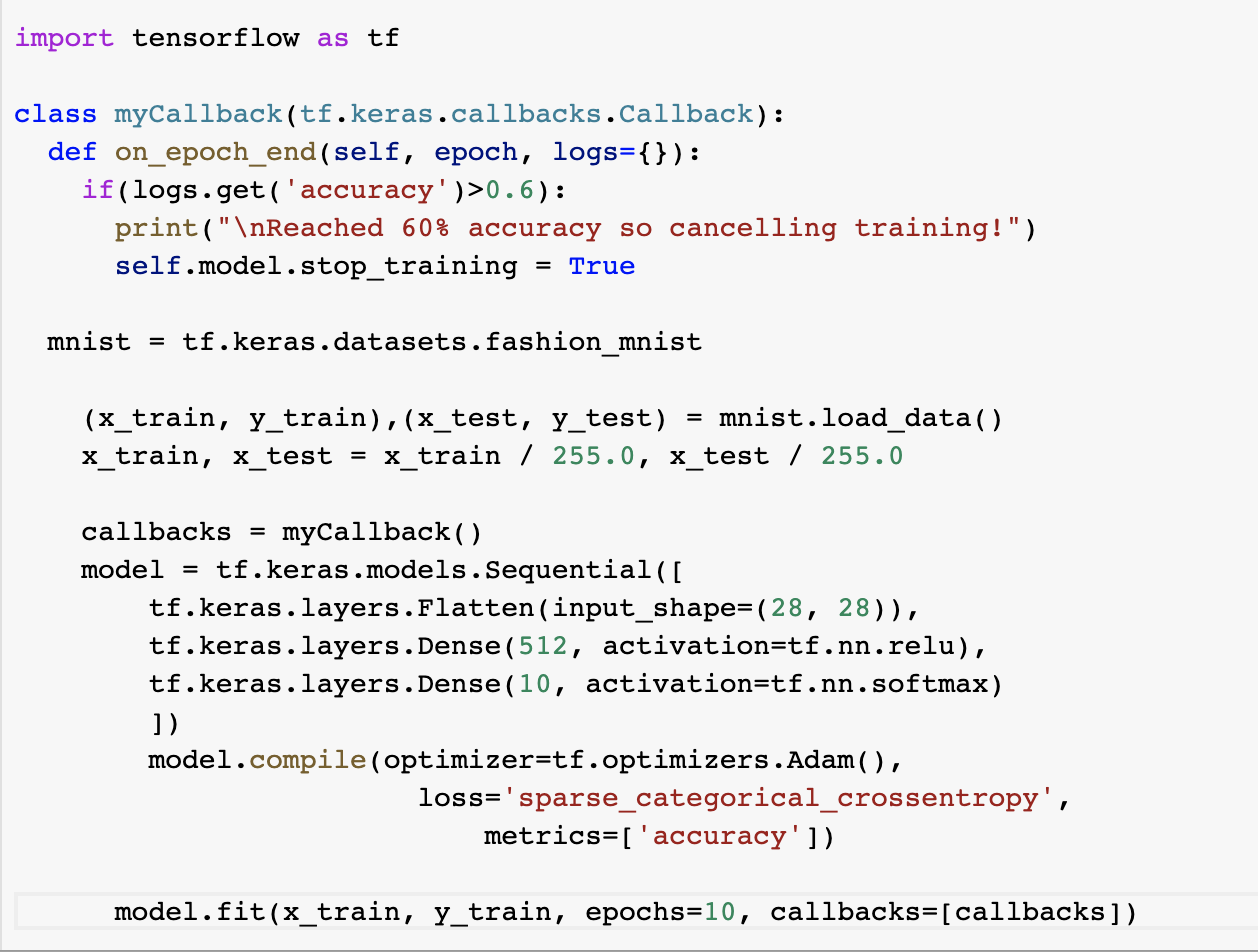 import tensorflow as tf
class myCallback(tf.keras.callbacks.Callback):
  def on_epoch_end(self, epoch, logs={}):
    if(logs.get('accuracy')>0.6):
      print("\nReached 60% accuracy so cancelling training!")
      self.model.stop_training = True
  mnist = tf.keras.datasets.fashion_mnist
    (x_train, y_train),(x_test, y_test) = mnist.load_data()
    x_train, x_test = x_train / 255.0, x_test / 255.0
    callbacks = myCallback()
    model = tf.keras.models.Sequential([
        tf.keras.layers.Flatten(input_shape=(28, 28)),
        tf.keras.layers.Dense(512, activation=tf.nn.relu),
        tf.keras.layers.Dense(10, activation=tf.nn.softmax)
        ])
        model.compile(optimizer=tf.optimizers.Adam(),
                        loss='sparse_categorical_crossentropy',
                            metrics=['accuracy'])
      model.fit(x_train, y_train, epochs=10, callbacks=[callbacks])